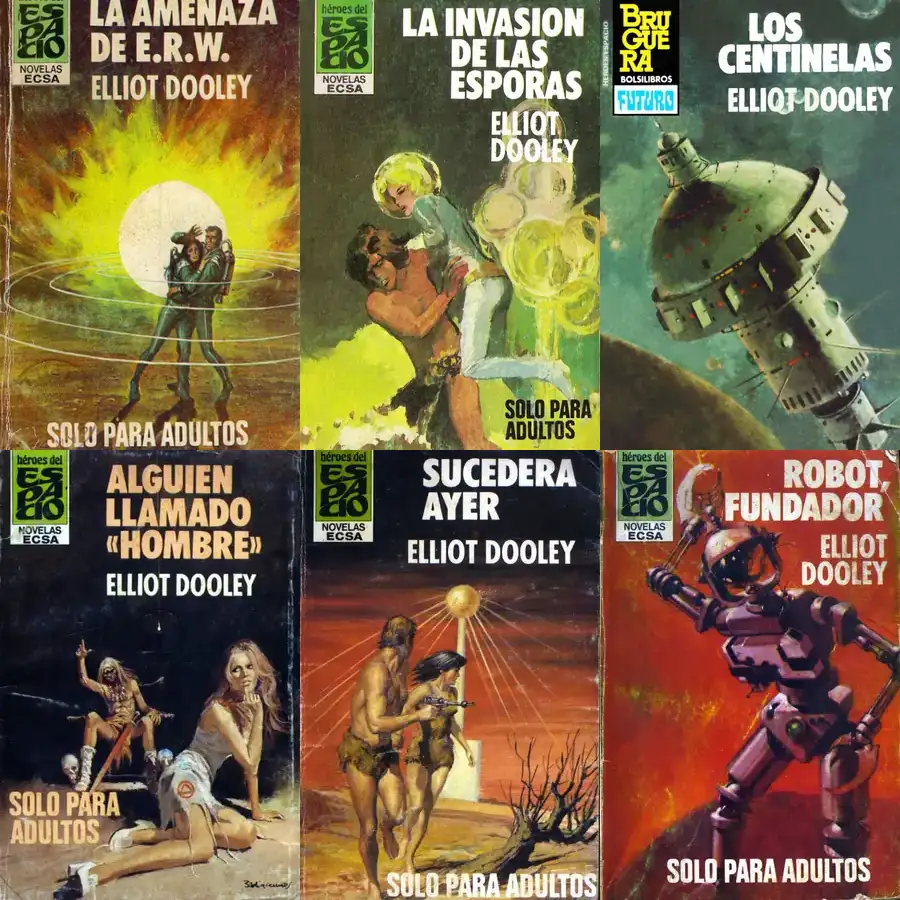 LA AMENAZA
DE E.R.W.
ESPACIO
NOVELAS
ECSA
ELLIOT DOOLEY
SOLO PARA ADULTOS
héroes del
ESPACIO
NOVELAS
ECSA
LA INVASION
DE LAS
ESPORAS
ELLIOT
DOOLEY
SOLO PARA
ADULTOS
BRUGUERA
BOLSILIBROS
FUTURO
HEROES ESPACIO
LOS
CENTINELAS
ELLIOT DOOLEY
héroes del
ESPACIO
NOVELAS
ECSA
ALGUIEN
LLAMADO
«HOMBRE»
ELLIOT DOOLEY
SOLO PARA
ADULTOS
héroes del
ESPACIO
NOVELAS
ECSA
SUCEDERA
AYER
ELLIOT DOOLEY
SOLO PARA ADULTOS
héroes del
ESPACIO
NOVELAS
ECSA
ROBOT,
FUNDADOR
ELLIOT
DOOLEY
SOLO PARA ADULTOS